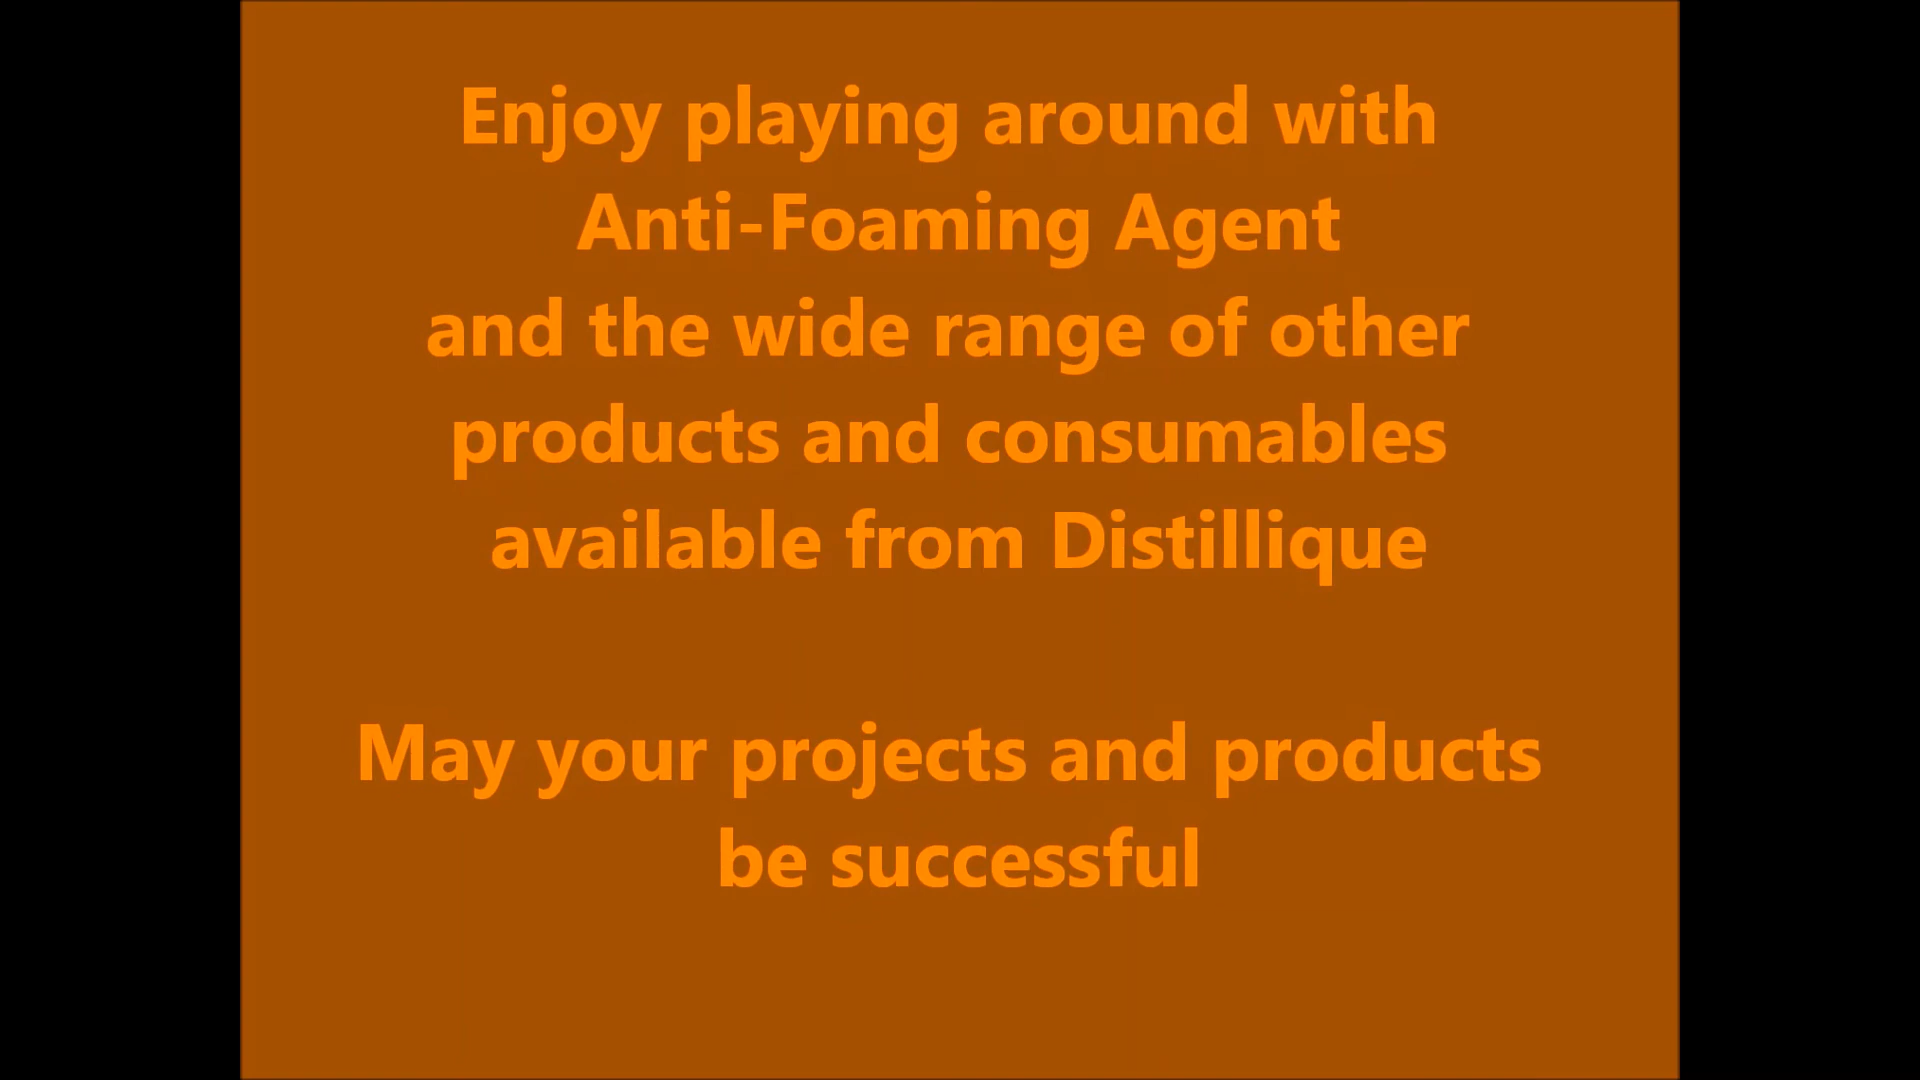 Enjoy playing around with
Anti-Foaming Agent
and the wide range of other
products and consumables
available from Distillique
May your projects and products
be successful